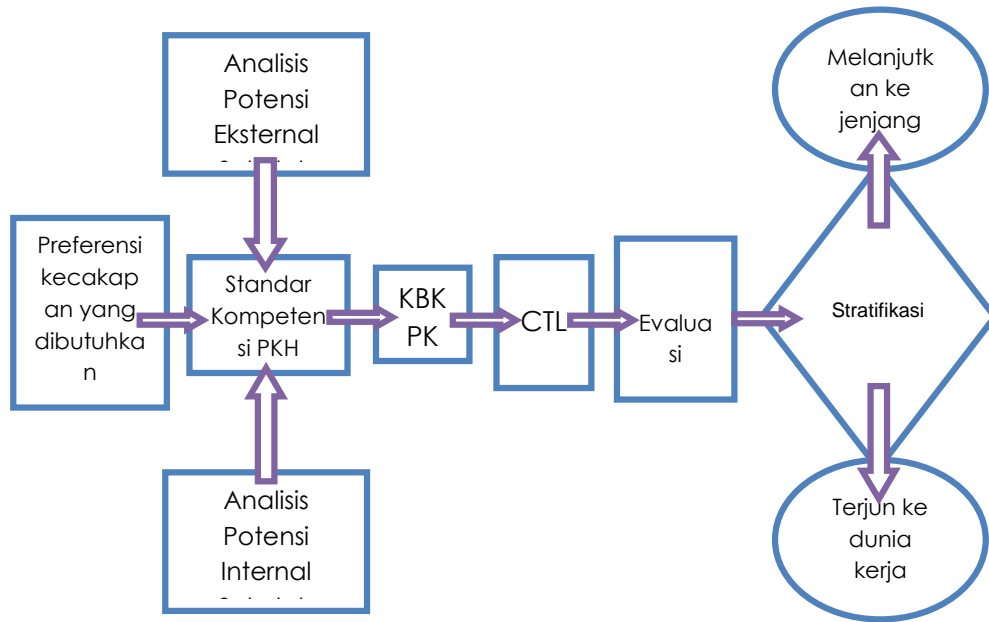 Analisis
Potensi
Eksternal
Preferensi
kecakap
an yang
dibutuhka
n
Standar
Kompeten
si PKH
Analisis
Potensi
Internal
KBK
PK
CTL
Evalua
si
Stratifikasi
Melanjutk
an ke
jenjang
Terjun ke
dunia
kerja